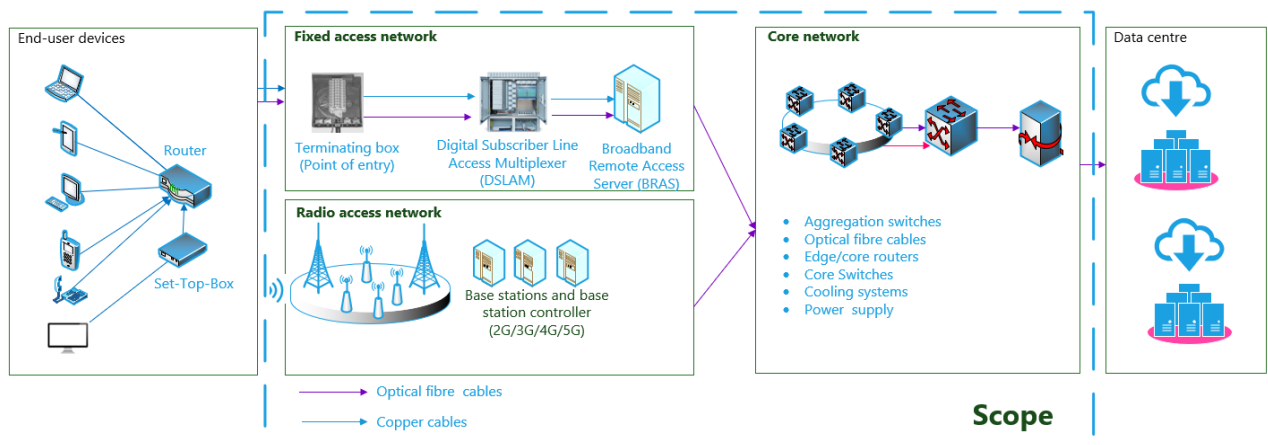 End-user devices
Router
Set-Top-Box
Fixed access network
Terminating box
(Point of entry)
Digital Subscriber Line
Access Multiplexer
(DSLAM)
Broadband
Remote Access
Server (BRAS)
Radio access network
Base stations and base
station controller
(2G/3G/4G/5G)
Core network
Aggregation switches
Optical fibre cables
Edge/core routers
Core Switches
Cooling systems
Power supply
Data centre
Optical fibre cables
Copper cables
Scope